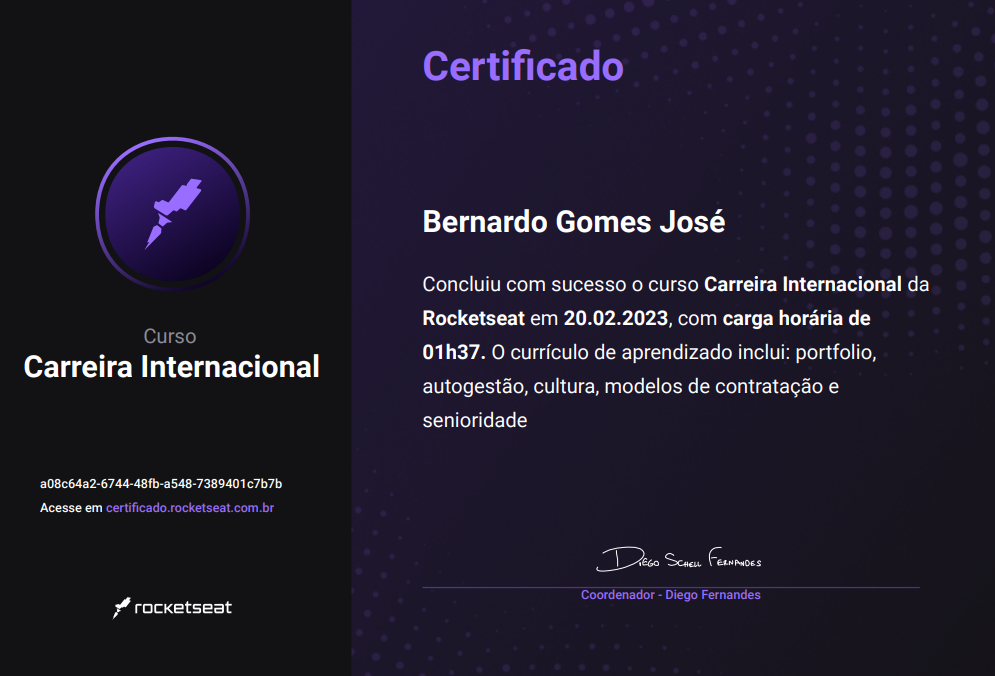 Certificado
Bernardo Gomes José
Concluiu com sucesso o curso Carreira Internacional da
Rocketseat em 20.02.2023, com carga horária de
01h37. O currículo de aprendizado inclui: portfolio,
autogestão, cultura, modelos de contratação e
senioridade
Curso
Carreira Internacional
a08c64a2-6744-48fb-a548-7389401c7b7b
Acesse em certificado.rocketseat.com.br
rocketseat
Diego Schell Fernandes
Coordenador - Diego Fernandes